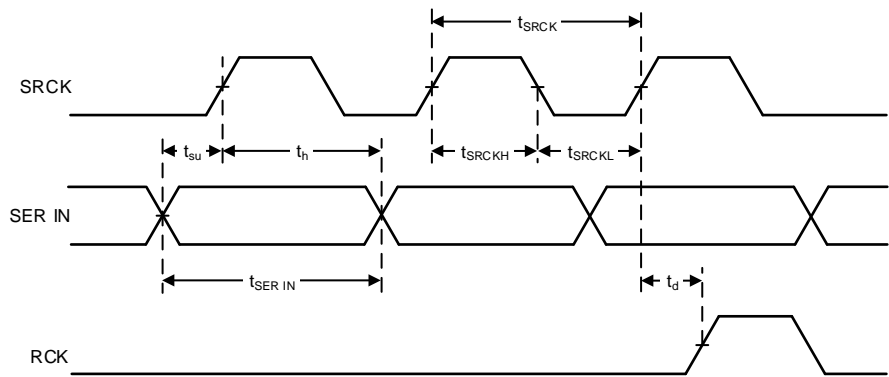 tSRCK
SRCK
tsu
th
tSRCKH
tSRCKL
SER IN
tSER IN
td
RCK